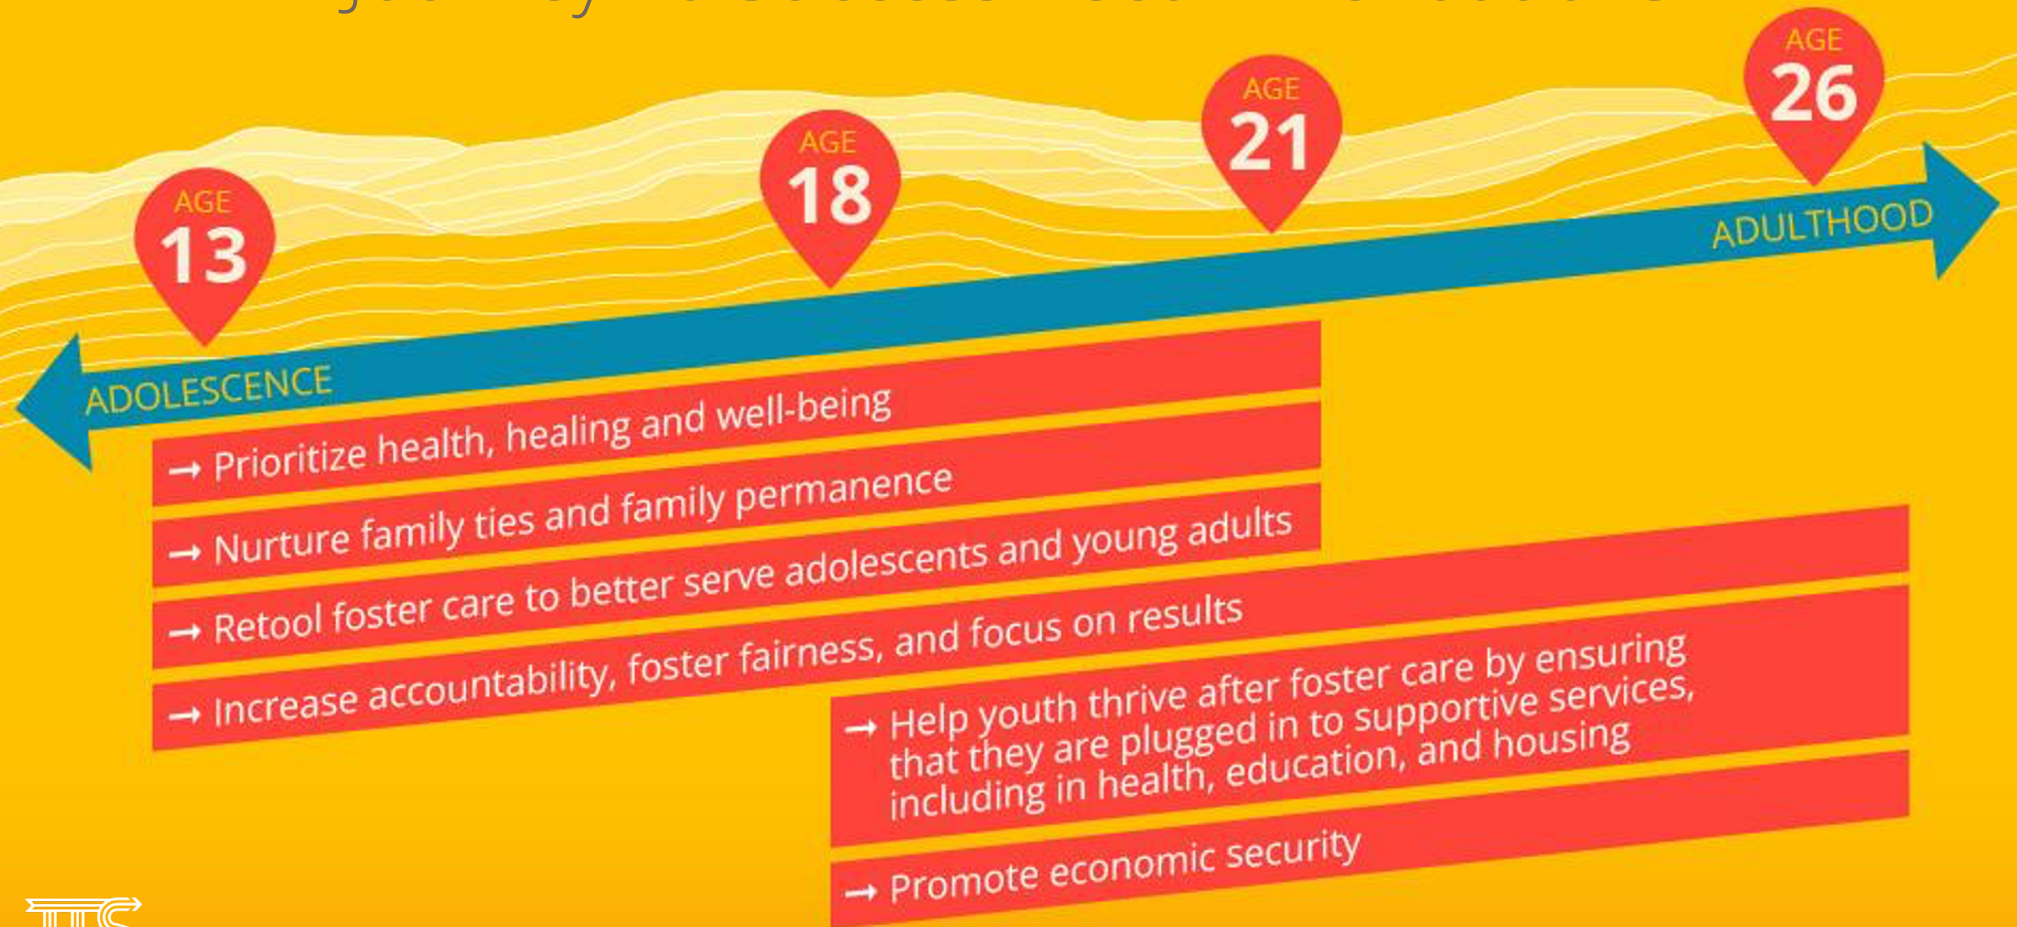 AGE
13
AGE
18
AGE
21
AGE
26
ADOLESCENCE
ADULTHOOD
→ Prioritize health, healing and well-being
→ Nurture family ties and family permanence
→ Retool foster care to better serve adolescents and young adults
→ Increase accountability, foster fairness, and focus on results
→ Help youth thrive after foster care by ensuring
that they are plugged in to supportive services,
including in health, education, and housing
→ Promote economic security